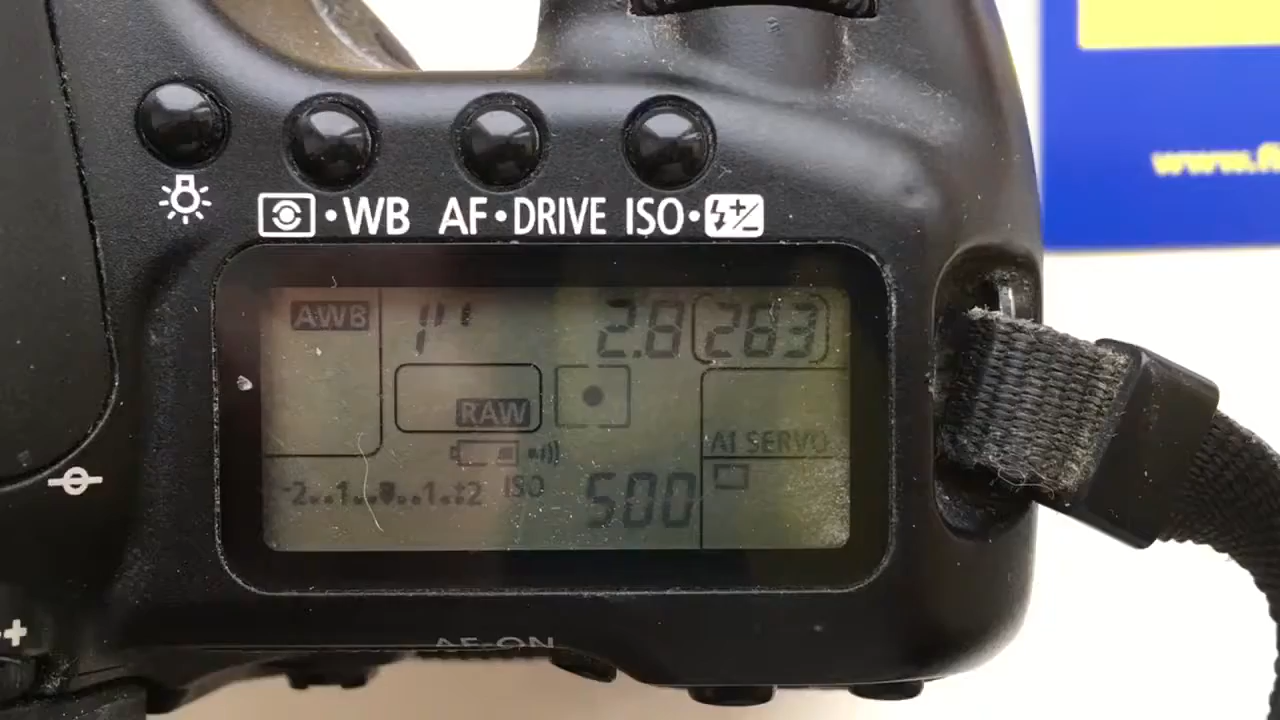 www.f
• WB AF • DRIVE ISO •
AWB 1" 2.8 263
RAW
AI SERVO
-2..1..0..1.+2 ISO 500
AF-ON